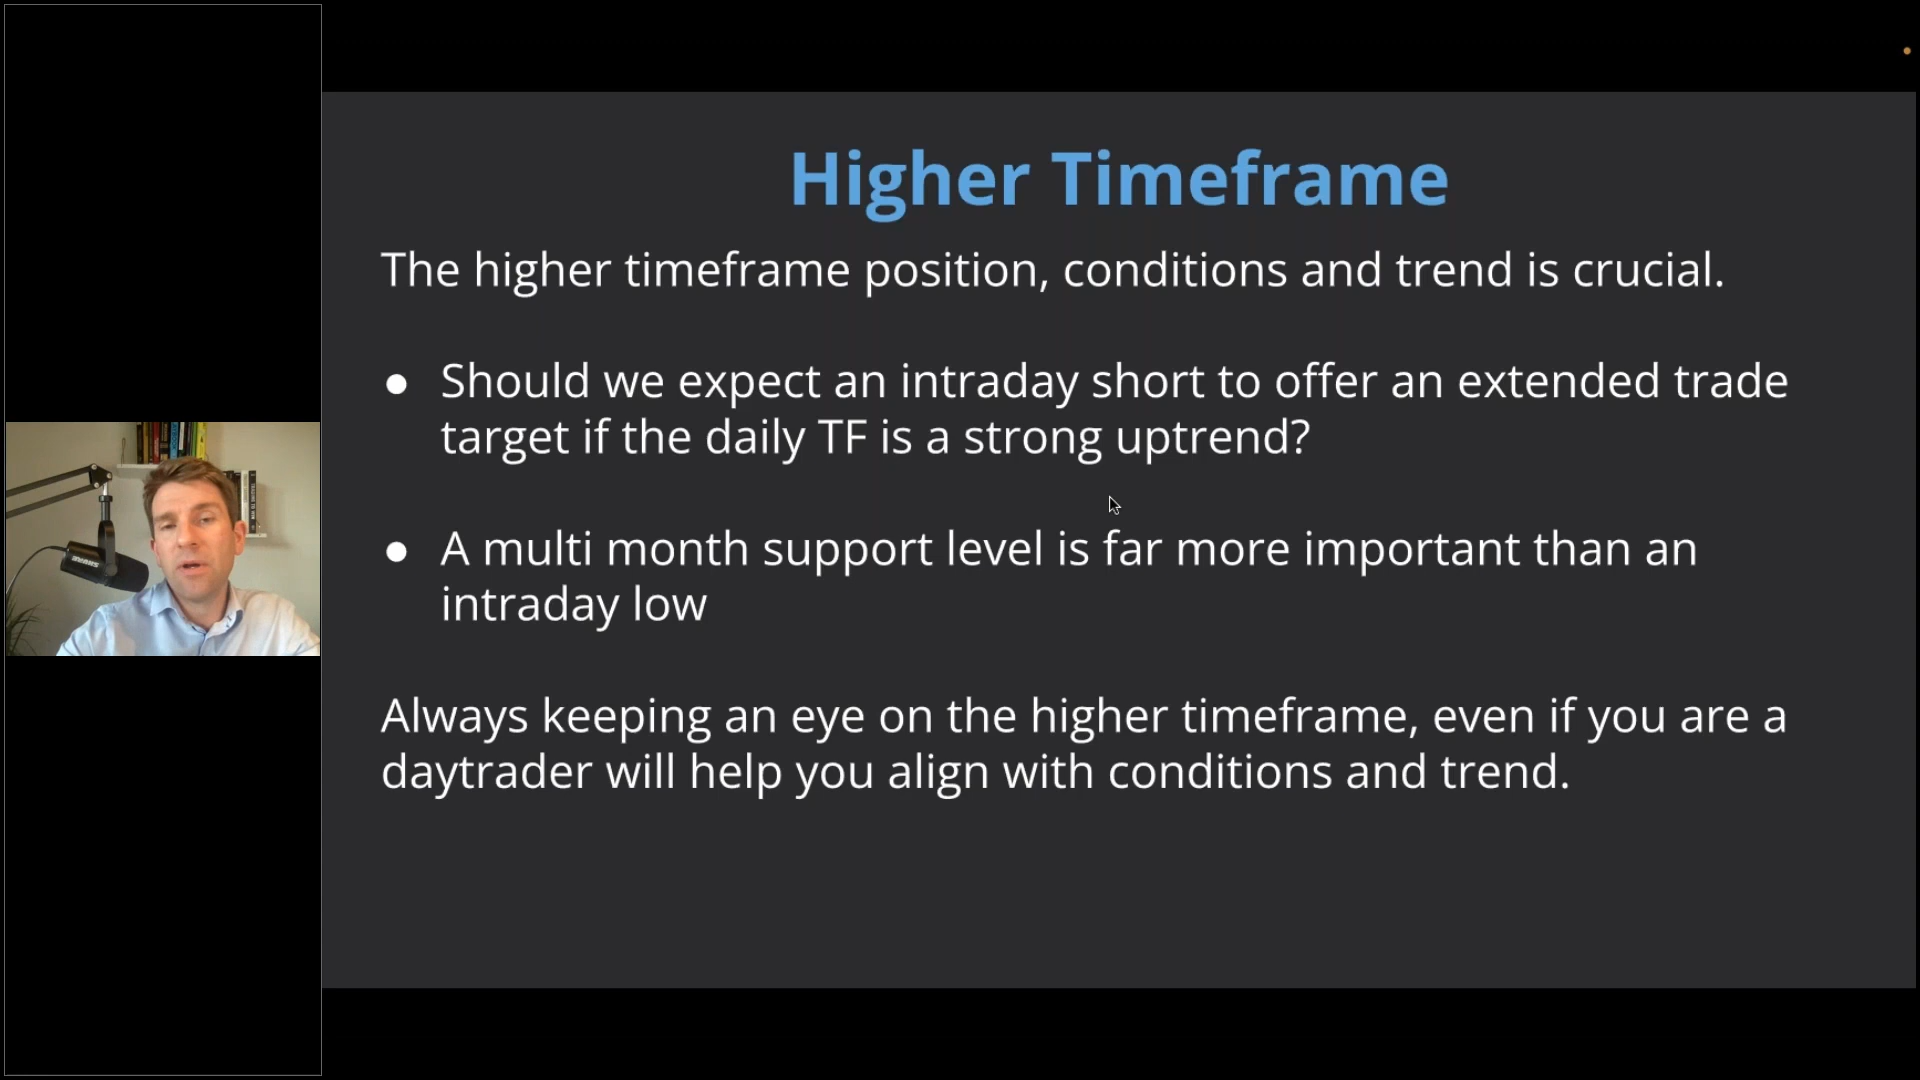 Higher Timeframe
The higher timeframe position, conditions and trend is crucial.
● Should we expect an intraday short to offer an extended trade
target if the daily TF is a strong uptrend?
● A multi month support level is far more important than an
intraday low
Always keeping an eye on the higher timeframe, even if you are a
daytrader will help you align with conditions and trend.